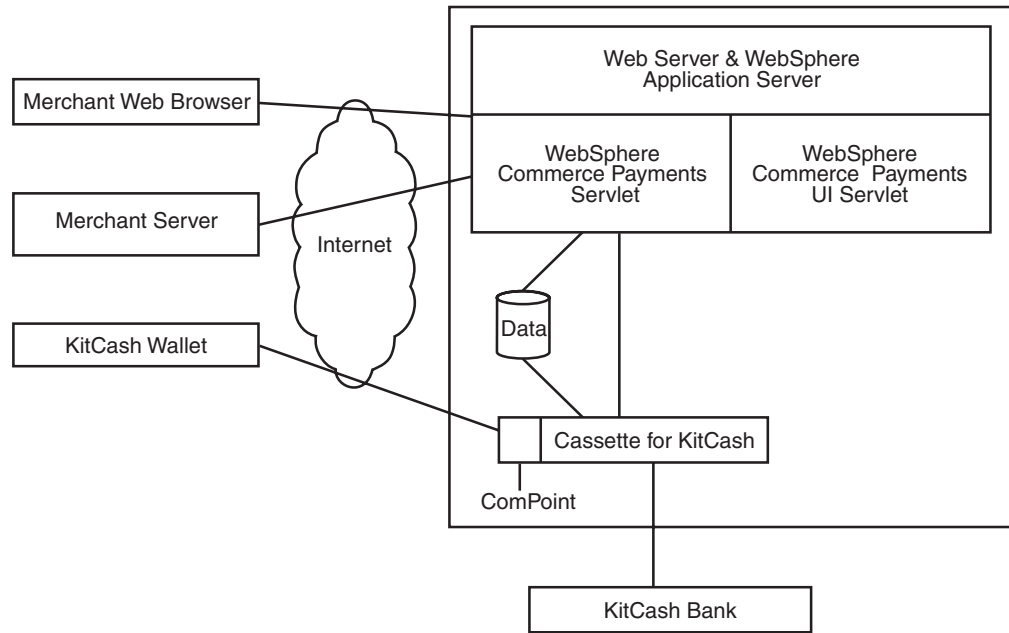 Web Server & WebSphere
Application Server
Merchant Web Browser
WebSphere
Commerce Payments
Servlet
WebSphere
Commerce Payments
UI Servlet
Merchant Server
Internet
Data
KitCash Wallet
Cassette for KitCash
ComPoint
KitCash Bank